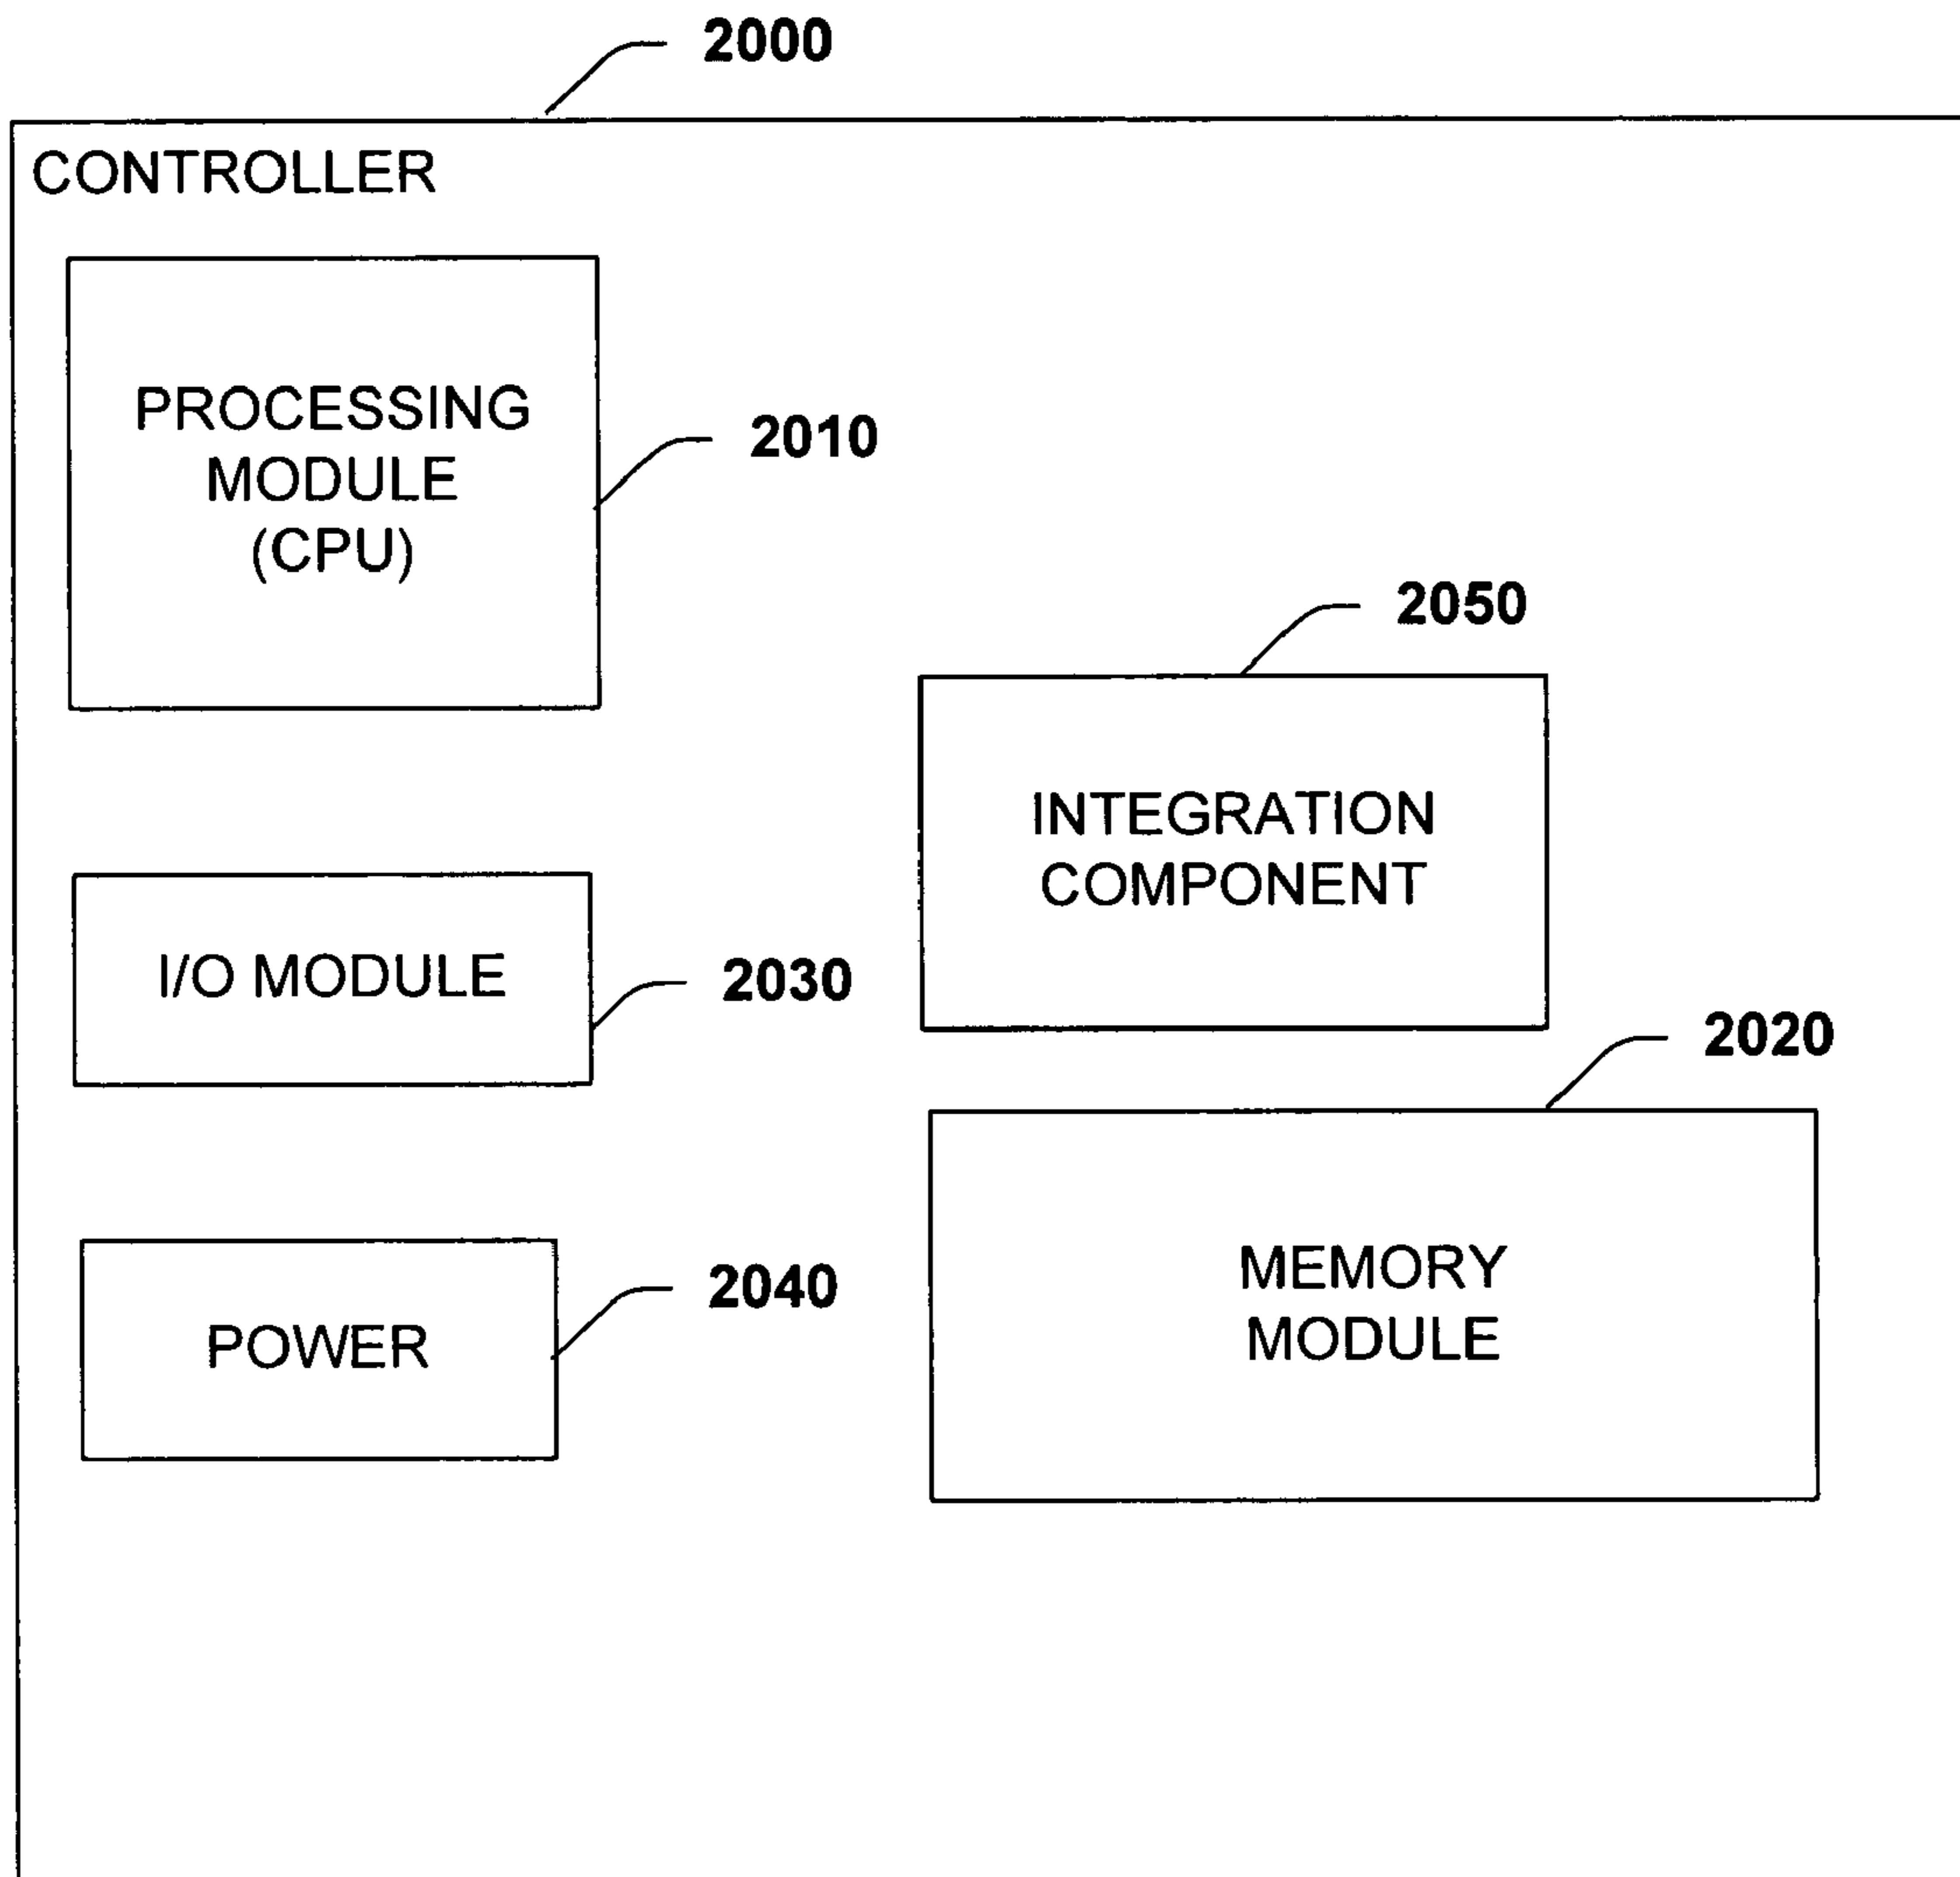 2000
CONTROLLER
PROCESSING
MODULE
(CPU)
2010
2050
INTEGRATION
COMPONENT
I/O MODULE
2030
2020
POWER
2040
MEMORY
MODULE